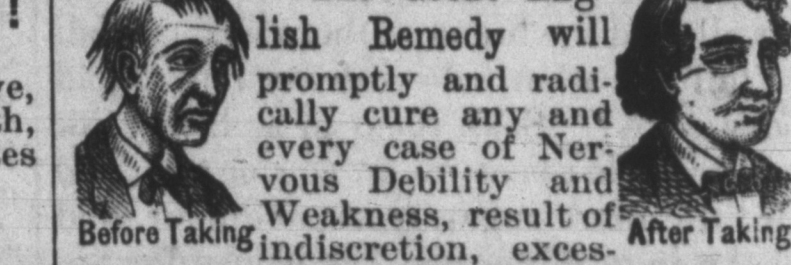 !
lish Remedy will
promptly and radi-
cally cure any and
every case of Ner-
vous Debility and
Weakness, result of
indiscretion, exces-
Before Taking
After Taking